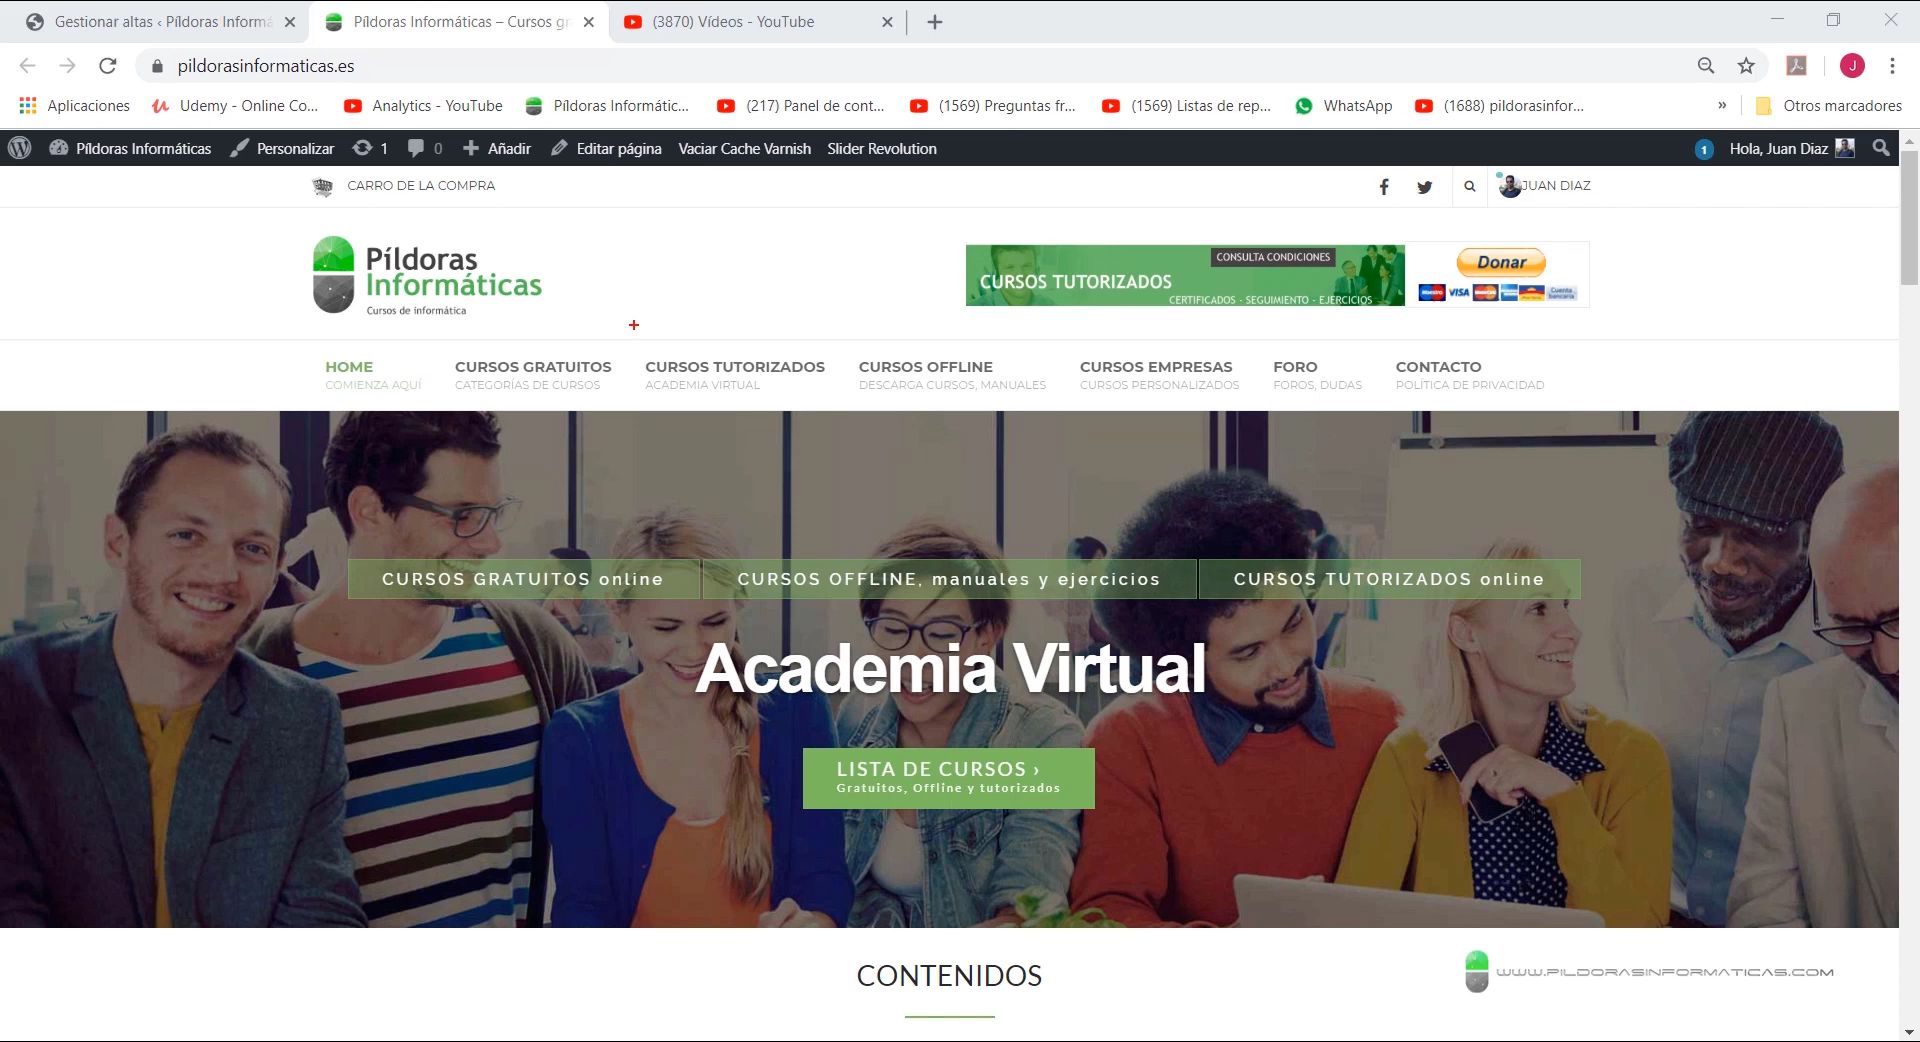 Gestionar altas ‹ Píldoras Informá
Píldoras Informáticas – Cursos gr
(3870) Vídeos - YouTube
pildorasinformaticas.es
J
Aplicaciones
Udemy - Online Co...
Analytics - YouTube
Píldoras Informátic...
(217) Panel de cont...
(1569) Preguntas fr...
(1569) Listas de rep...
WhatsApp
(1688) pildorasinfor...
»
Otros marcadores
Píldoras Informáticas
Personalizar
1
0
Añadir
Editar página
Vaciar Cache Varnish
Slider Revolution
1
Hola, Juan Diaz
CARRO DE LA COMPRA
JUAN DIAZ
Píldoras
Informáticas
Cursos de informática
CONSULTA CONDICIONES
CURSOS TUTORIZADOS
CERTIFICADOS - SEGUIMIENTO - EJERCICIOS
Donar
Maestro
VISA
MasterCard
Cuenta
bancaria
HOME
COMIENZA AQUÍ
CURSOS GRATUITOS
CATEGORÍAS DE CURSOS
CURSOS TUTORIZADOS
ACADEMIA VIRTUAL
CURSOS OFFLINE
DESCARGA CURSOS, MANUALES
CURSOS EMPRESAS
CURSOS PERSONALIZADOS
FORO
FOROS, DUDAS
CONTACTO
POLÍTICA DE PRIVACIDAD
CURSOS GRATUITOS online
CURSOS OFFLINE, manuales y ejercicios
CURSOS TUTORIZADOS online
Academia Virtual
LISTA DE CURSOS ›
Gratuitos, Offline y tutorizados
CONTENIDOS
WWW.PILDORASINFORMATICAS.COM